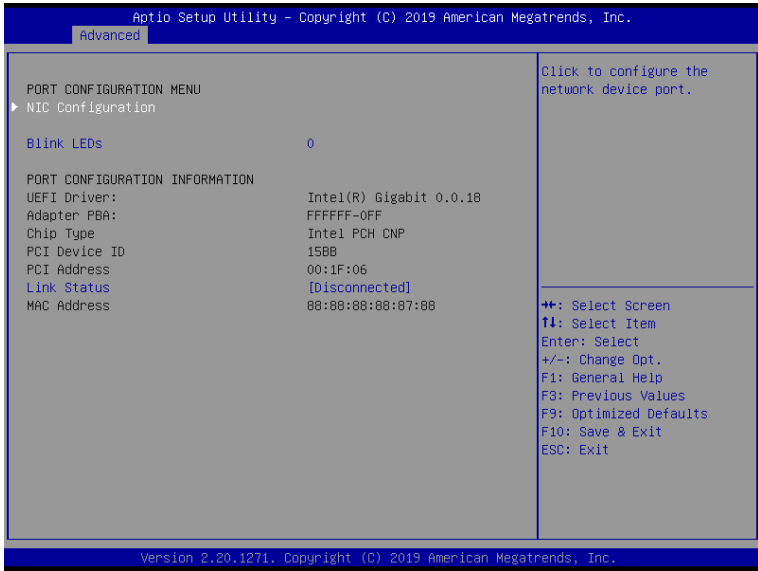 Aptio Setup Utility – Copyright (C) 2019 American Megatrends, Inc.
Advanced
PORT CONFIGURATION MENU
▶ NIC Configuration
Blink LEDs 0
PORT CONFIGURATION INFORMATION
UEFI Driver: Intel(R) Gigabit 0.0.18
Adapter PBA: FFFFFF-0FF
Chip Type Intel PCH CNP
PCI Device ID 15BB
PCI Address 00:1F:06
Link Status [Disconnected]
MAC Address 88:88:88:88:87:88
Click to configure the
network device port.
→←: Select Screen
↑↓: Select Item
Enter: Select
+/-: Change Opt.
F1: General Help
F3: Previous Values
F9: Optimized Defaults
F10: Save & Exit
ESC: Exit
Version 2.20.1271. Copyright (C) 2019 American Megatrends, Inc.